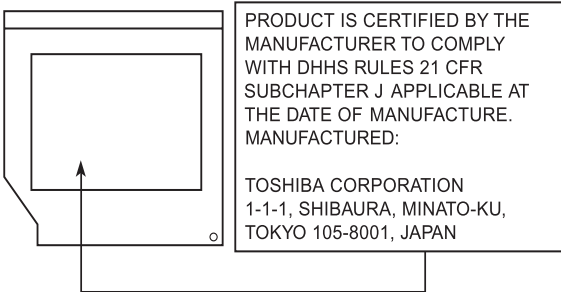 PRODUCT IS CERTIFIED BY THE
MANUFACTURER TO COMPLY
WITH DHHS RULES 21 CFR
SUBCHAPTER J APPLICABLE AT
THE DATE OF MANUFACTURE.
MANUFACTURED:
TOSHIBA CORPORATION
1-1-1, SHIBAURA, MINATO-KU,
TOKYO 105-8001, JAPAN